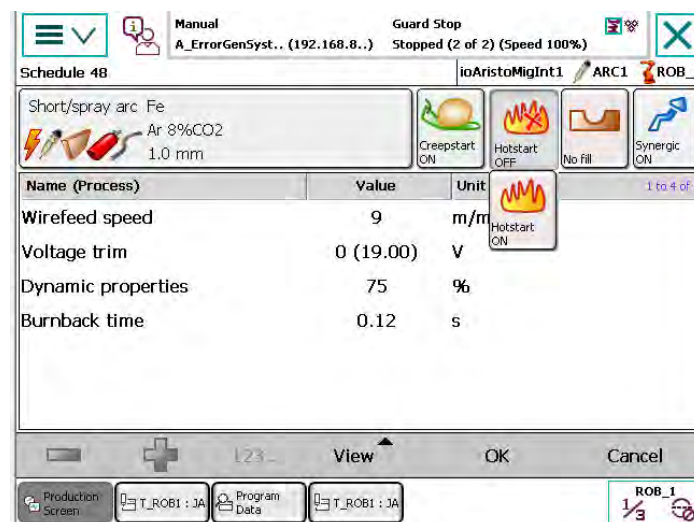 Manual
A_ErrorGenSyst.. (192.168.8..)
Guard Stop
Stopped (2 of 2) (Speed 100%)
Schedule 48
ioAristoMigInt1
ARC1
ROB_
Short/spray arc Fe
Ar 8%CO2
1.0 mm
Creepstart
ON
Hotstart
OFF
No fill
Synergic
ON
Name (Process) Value Unit 1 to 4 of
Wirefeed speed 9 m/m
Hotstart
ON
Voltage trim 0 (19.00) V
Dynamic properties 75 %
Burnback time 0.12 s
123...
View
OK
Cancel
Production
Screen
T_ROB1 : JA
Program
Data
T_ROB1 : JA
ROB_1
1/3